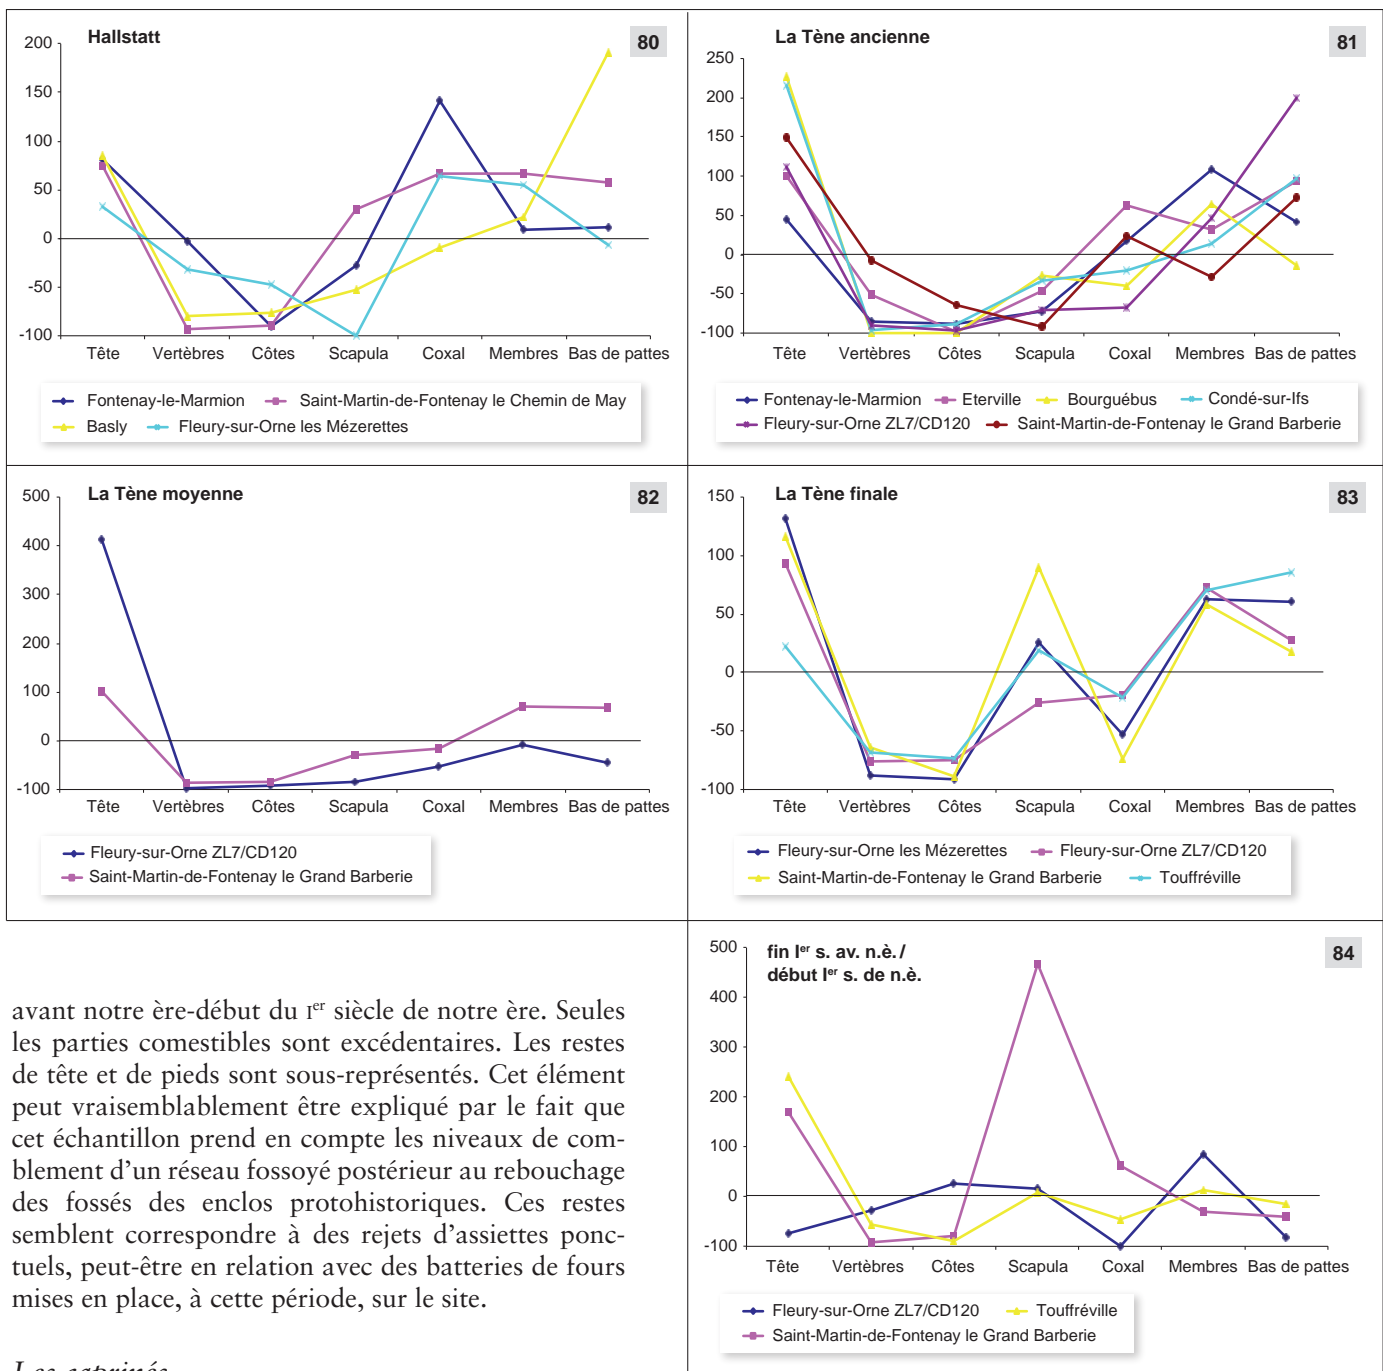 Hallstatt
80
200
150
100
50
0
-50
-100
Tête Vertèbres Côtes Scapula Coxal Membres Bas de pattes
Fontenay-le-Marmion Saint-Martin-de-Fontenay le Chemin de May
Basly Fleury-sur-Orne les Mézerettes
La Tène ancienne
81
250
200
150
100
50
0
-50
-100
Tête Vertèbres Côtes Scapula Coxal Membres Bas de pattes
Fontenay-le-Marmion Eterville Bourguébus Condé-sur-Ifs
Fleury-sur-Orne ZL7/CD120 Saint-Martin-de-Fontenay le Grand Barberie
La Tène moyenne
82
500
400
300
200
100
0
-100
Tête Vertèbres Côtes Scapula Coxal Membres Bas de pattes
Fleury-sur-Orne ZL7/CD120
Saint-Martin-de-Fontenay le Grand Barberie
La Tène finale
83
150
100
50
0
-50
-100
Tête Vertèbres Côtes Scapula Coxal Membres Bas de pattes
Fleury-sur-Orne les Mézerettes Fleury-sur-Orne ZL7/CD120
Saint-Martin-de-Fontenay le Grand Barberie Touffréville
fin Ier s. av. n.è. /
début Ier s. de n.è.
84
500
400
300
200
100
0
-100
Tête Vertèbres Côtes Scapula Coxal Membres Bas de pattes
Fleury-sur-Orne ZL7/CD120 Touffréville
Saint-Martin-de-Fontenay le Grand Barberie
avant notre ère-début du Ier siècle de notre ère. Seules
les parties comestibles sont excédentaires. Les restes
de tête et de pieds sont sous-représentés. Cet élément
peut vraisemblablement être expliqué par le fait que
cet échantillon prend en compte les niveaux de com-
blement d'un réseau fossoyé postérieur au rebouchage
des fossés des enclos protohistoriques. Ces restes
semblent correspondre à des rejets d'assiettes ponc-
tuels, peut-être en relation avec des batteries de fours
mises en place, à cette période, sur le site.
Les caprinés